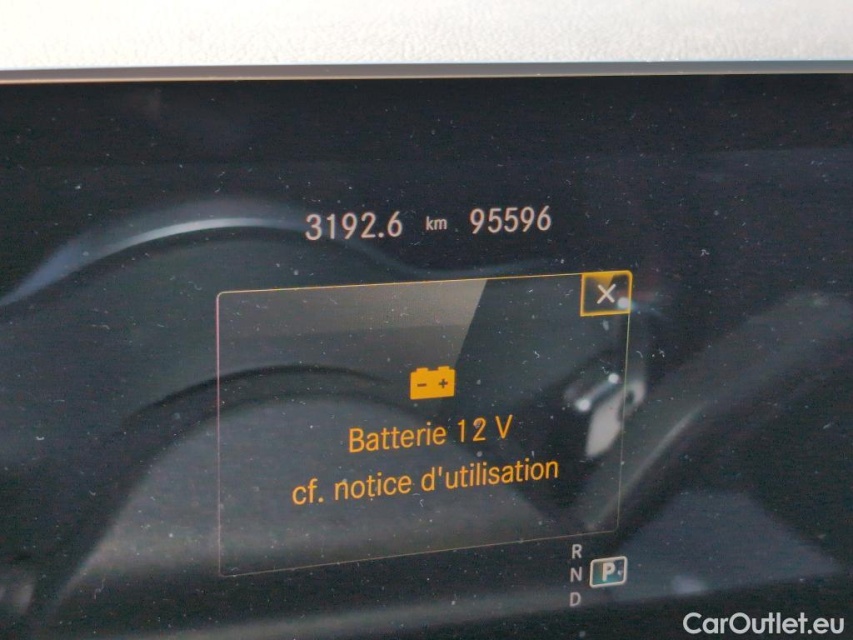 3192.6 km 95596
Batterie 12 V
cf. notice d'utilisation
R
N P
D
CarOutlet.eu